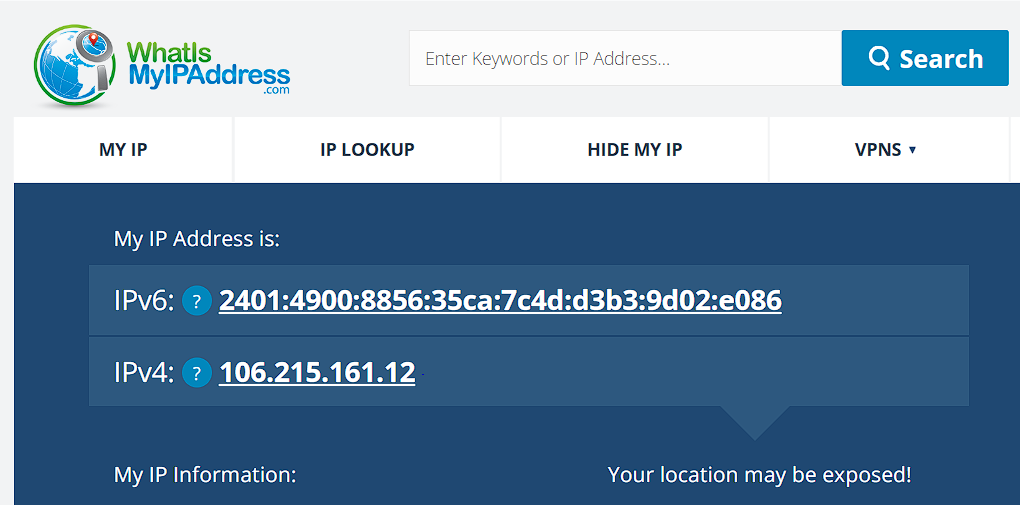 WhatIs
MyIPAddress
.com
Enter Keywords or IP Address...
Search
MY IP
IP LOOKUP
HIDE MY IP
VPNS ▼
My IP Address is:
IPv6: ? 2401:4900:8856:35ca:7c4d:d3b3:9d02:e086
IPv4: ? 106.215.161.12
My IP Information:
Your location may be exposed!